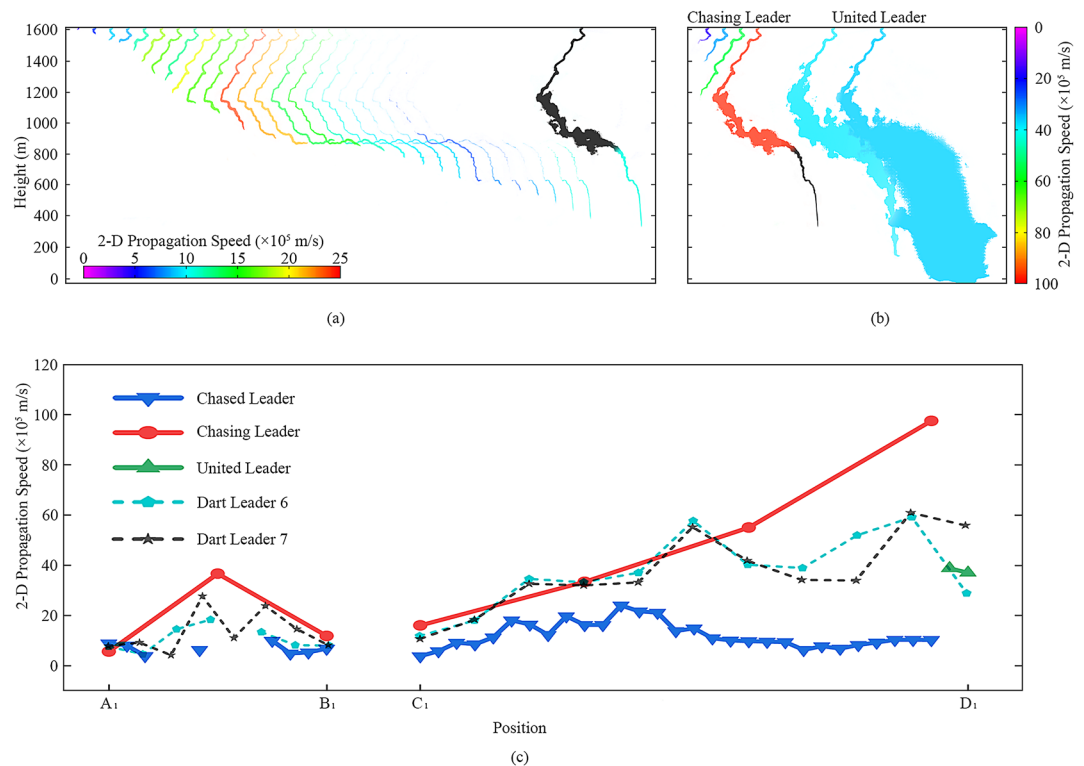 Chasing Leader United Leader
Height (m)
1600
1400
1200
1000
800
600
400
200
0
2-D Propagation Speed (×10⁵ m/s)
0 5 10 15 20 25
0
20
40
60
80
100
2-D Propagation Speed (×10⁵ m/s)
(a) (b)
2-D Propagation Speed (×10⁵ m/s)
120
100
80
60
40
20
0
Chased Leader
Chasing Leader
United Leader
Dart Leader 6
Dart Leader 7
A₁ B₁ C₁ D₁
Position
(c)